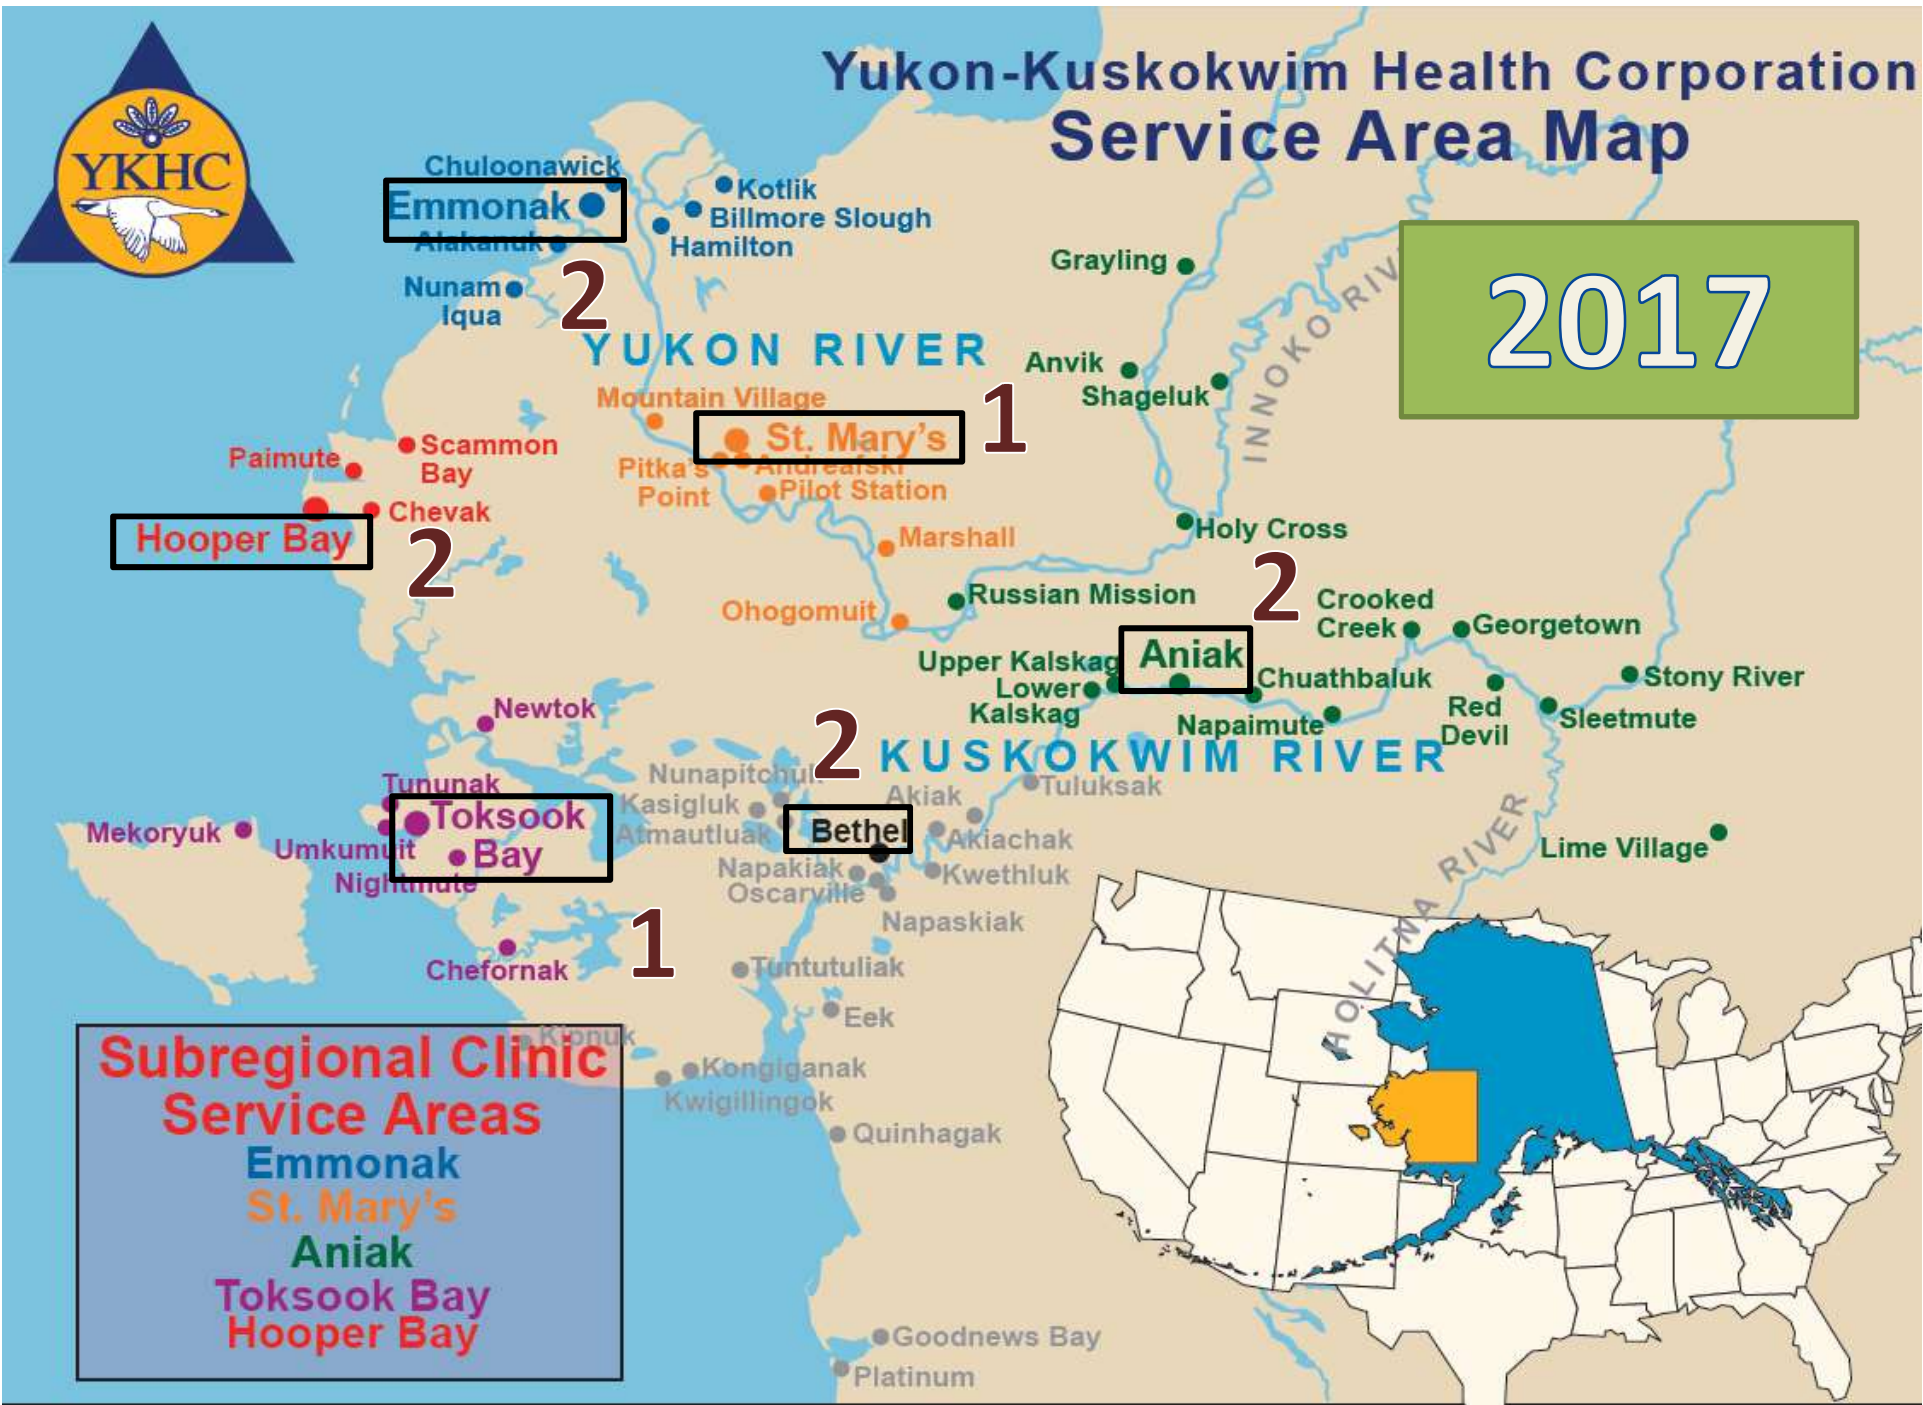 Yukon-Kuskokwim Health Corporation
Service Area Map
YKHC
2017
Chuloonawick
Emmonak
Alakanuk
Kotlik
Billmore Slough
Hamilton
2
Nunam
Iqua
YUKON RIVER
Grayling
INNOKO RIV
Anvik
Shageluk
Mountain Village
St. Mary's
1
Pitka's
Point
Andreafski
Pilot Station
Paimute
Scammon
Bay
Chevak
Hooper Bay
2
Marshall
Holy Cross
Russian Mission
2
Ohogomuit
Crooked
Creek
Georgetown
Upper Kalskag
Aniak
Lower
Kalskag
Chuathbaluk
Napaimute
Red
Devil
Stony River
Sleetmute
Newtok
2
KUSKOKWIM RIVER
Nunapitchuk
Kasigluk
Atmautluak
Bethel
Akiak
Tuluksak
Akiachak
Kwethluk
Napakiak
Oscarville
Napaskiak
Tununak
Toksook
Bay
Mekoryuk
Umkumuit
Nightmute
Lime Village
HOLITNA RIVER
Chefornak
1
Tuntutuliak
Eek
Kipnuk
Kongiganak
Kwigillingok
Quinhagak
Goodnews Bay
Platinum
Subregional Clinic
Service Areas
Emmonak
St. Mary's
Aniak
Toksook Bay
Hooper Bay